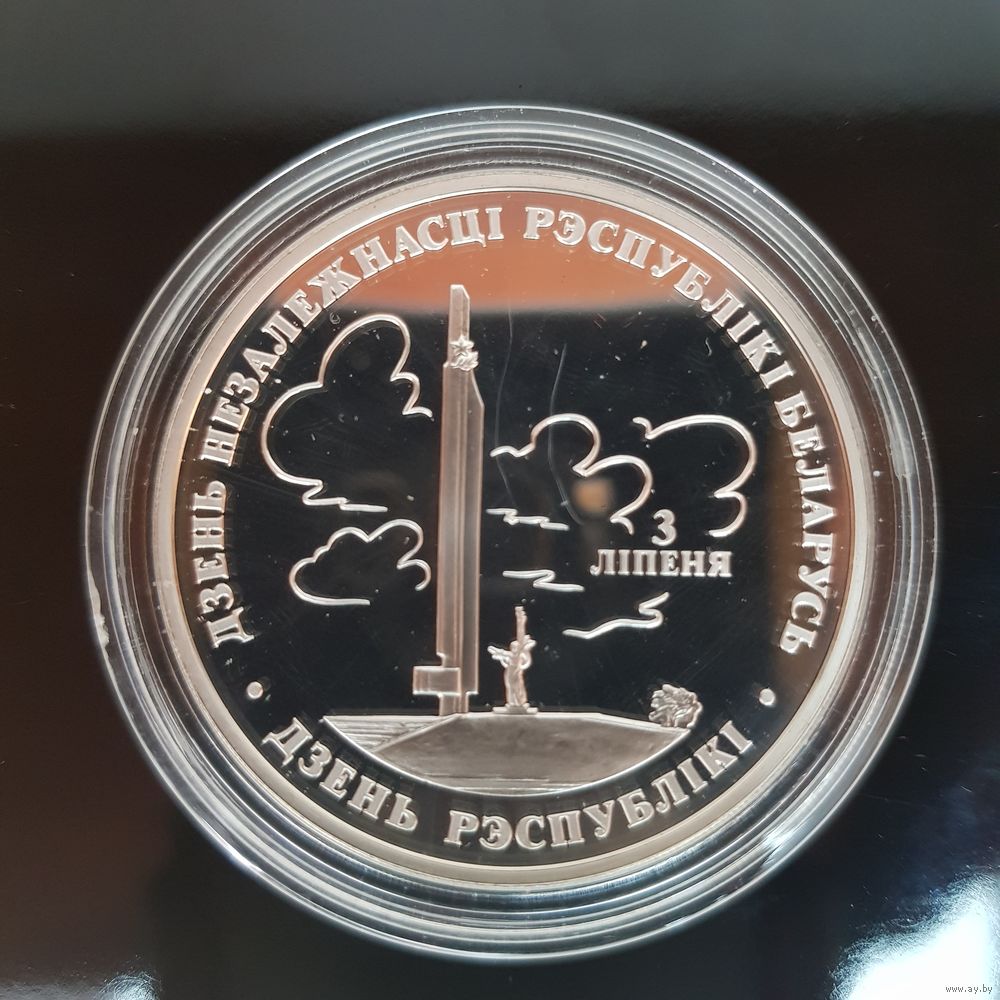 ДЗЕНЬ НЕЗАЛЕЖНАСЦІ РЭСПУБЛІКІ БЕЛАРУСЬ
3
ЛІПЕНЯ
ДЗЕНЬ РЭСПУБЛІКІ
www.ay.by